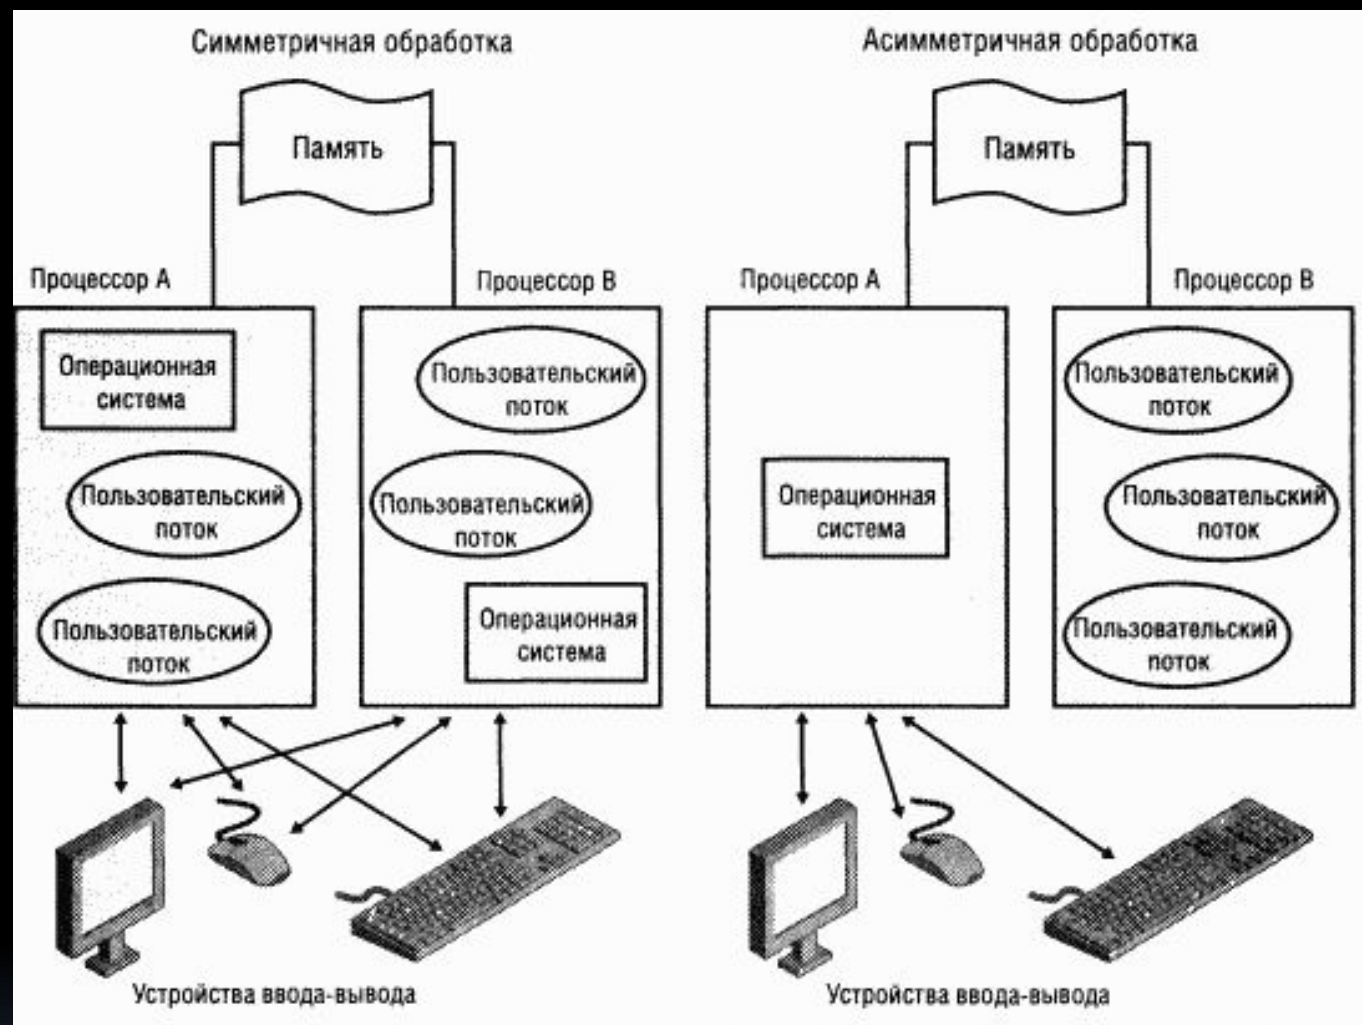 Симметричная обработка
Память
Процессор А
Процессор В
Операционная
система
Пользовательский
поток
Пользовательский
поток
Пользовательский
поток
Пользовательский
поток
Операционная
система
Устройства ввода-вывода
Асимметричная обработка
Память
Процессор А
Процессор В
Операционная
система
Пользовательский
поток
Пользовательский
поток
Пользовательский
поток
Устройства ввода-вывода